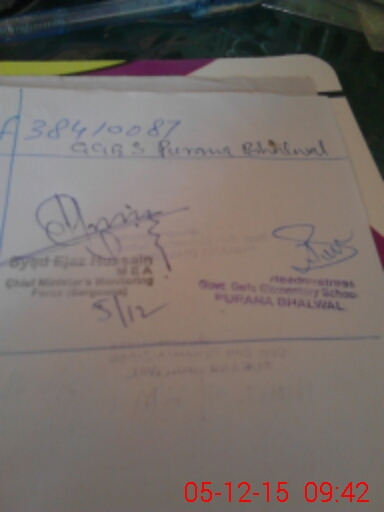 38410087
GGES Purana Bhalwal
Syed Ejaz Hussain
M E A
Chief Minister's Monitoring
Force (Sargodha)
5/12
Headmistress
Govt. Girls Elementary School
PURANA BHALWAL
05-12-15 09:42